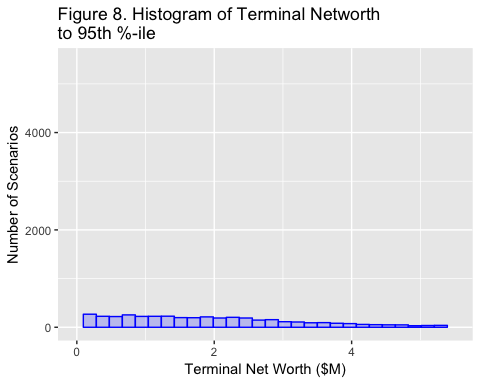 Figure 8. Histogram of Terminal Networth
to 95th %-ile
Number of Scenarios
4000
2000
0
0 2 4
Terminal Net Worth ($M)